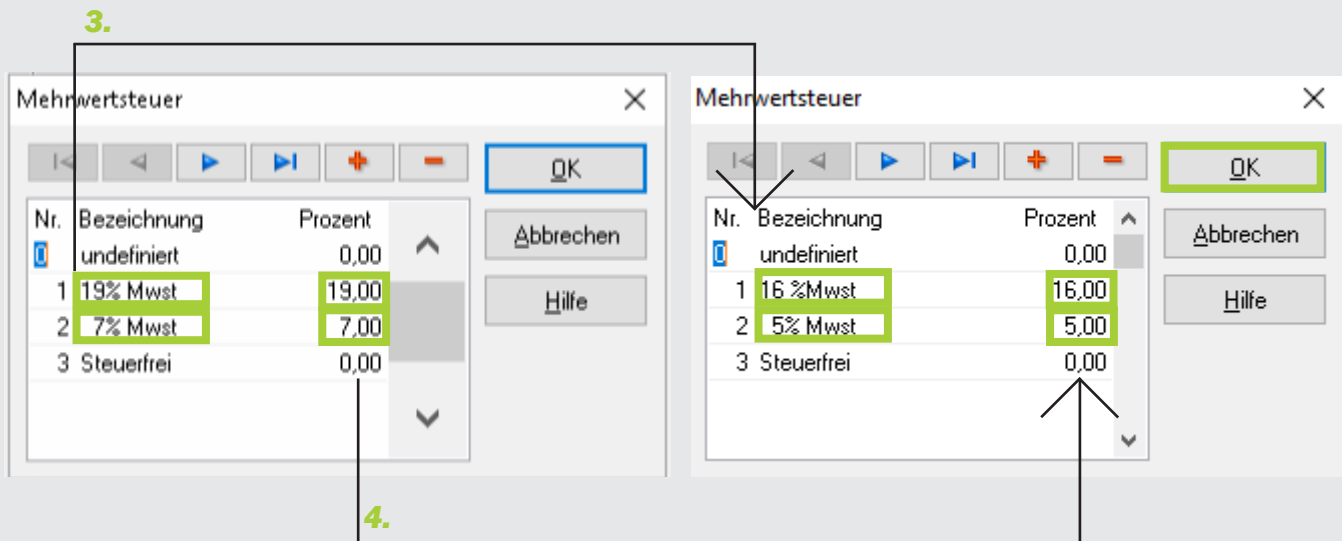 3.
Mehrwertsteuer
OK
Nr. Bezeichnung Prozent
Abbrechen
0 undefiniert 0,00
1 19% Mwst 19,00
Hilfe
2 7% Mwst 7,00
3 Steuerfrei 0,00
4.
Mehrwertsteuer
OK
Nr. Bezeichnung Prozent
Abbrechen
0 undefiniert 0,00
1 16 %Mwst 16,00
Hilfe
2 5% Mwst 5,00
3 Steuerfrei 0,00